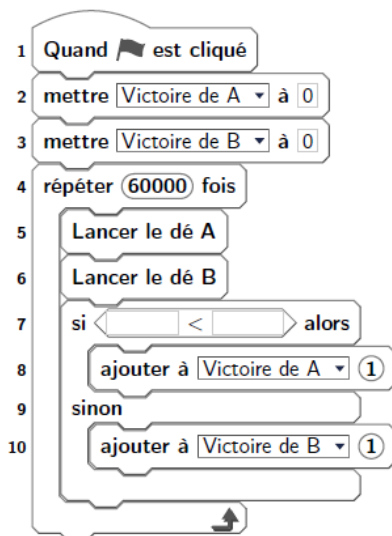 1 Quand est cliqué
2 mettre Victoire de A à 0
3 mettre Victoire de B à 0
4 répéter 60000 fois
5 Lancer le dé A
6 Lancer le dé B
7 si < alors
8 ajouter à Victoire de A 1
9 sinon
10 ajouter à Victoire de B 1